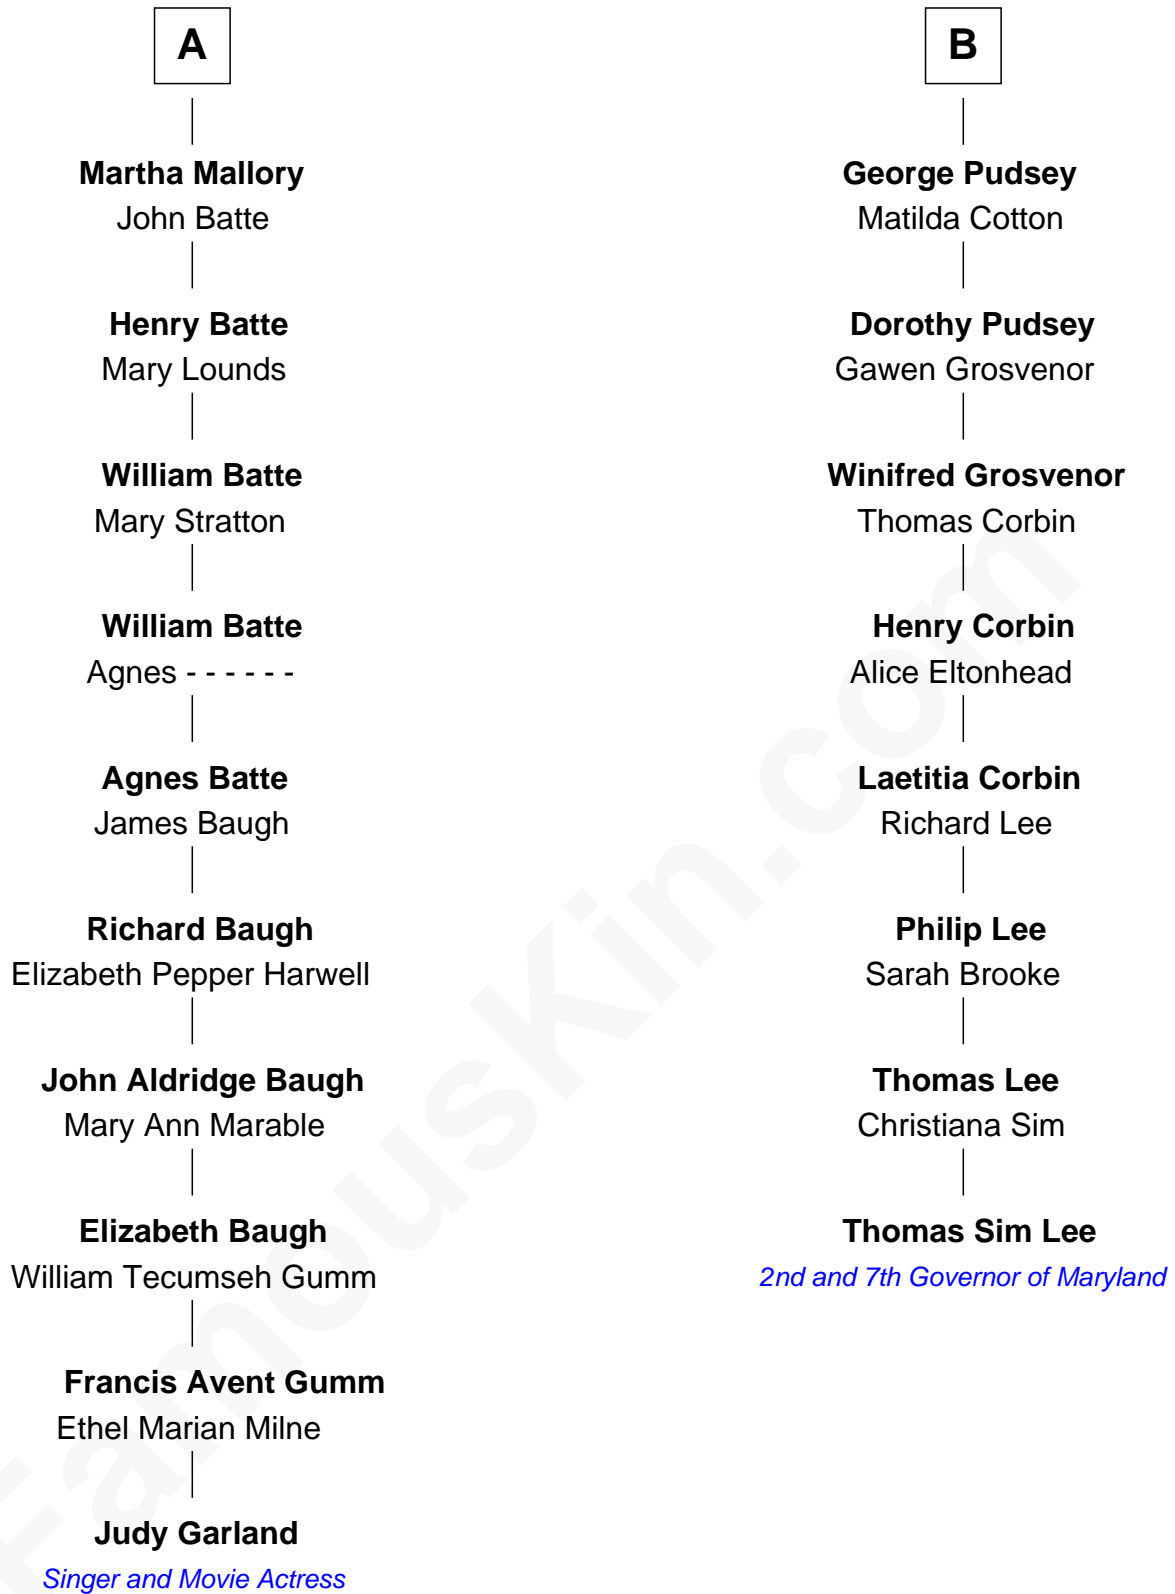 A
Martha Mallory
John Batte
Henry Batte
Mary Lounds
William Batte
Mary Stratton
William Batte
Agnes - - - - - -
Agnes Batte
James Baugh
Richard Baugh
Elizabeth Pepper Harwell
John Aldridge Baugh
Mary Ann Marable
Elizabeth Baugh
William Tecumseh Gumm
Francis Avent Gumm
Ethel Marian Milne
Judy Garland
Singer and Movie Actress
B
George Pudsey
Matilda Cotton
Dorothy Pudsey
Gawen Grosvenor
Winifred Grosvenor
Thomas Corbin
Henry Corbin
Alice Eltonhead
Laetitia Corbin
Richard Lee
Philip Lee
Sarah Brooke
Thomas Lee
Christiana Sim
Thomas Sim Lee
2nd and 7th Governor of Maryland
FamousKin.com